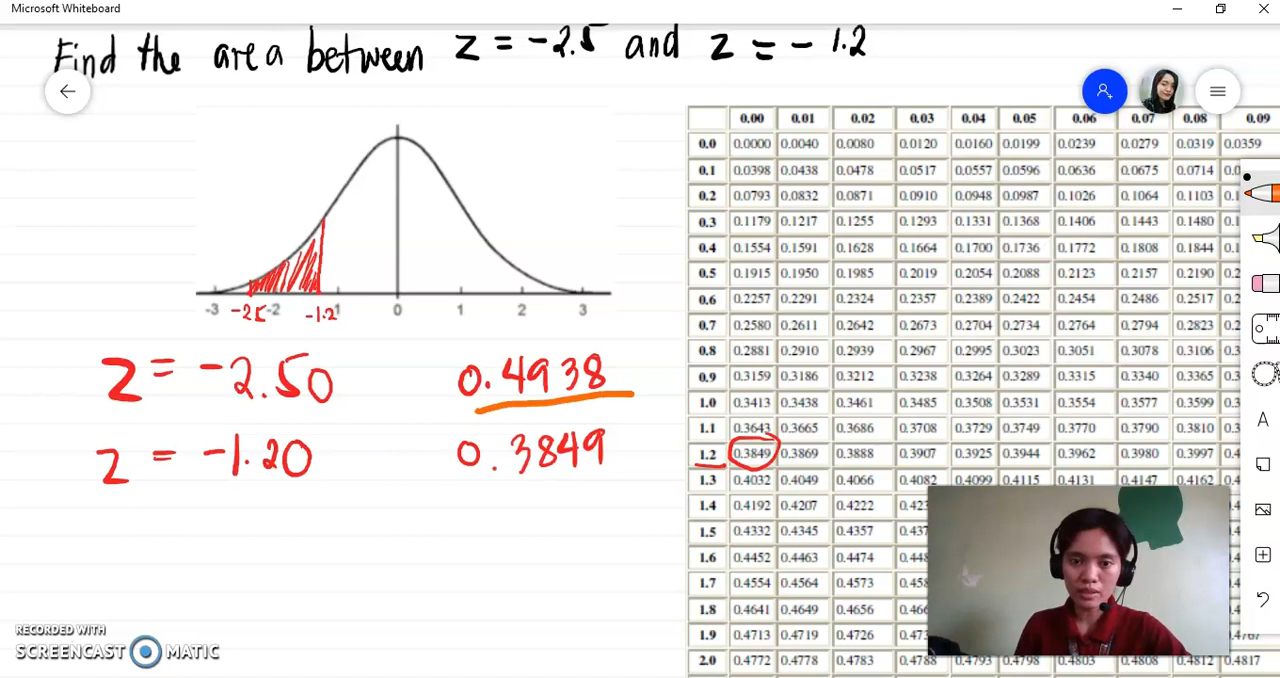 Microsoft Whiteboard
Find the area between z = -2.5 and z = -1.2
-3 -2.5 -2 -1.2 -1 0 1 2 3
z = -2.50 0.4938
z = -1.20 0.3849
0.00 0.01 0.02 0.03 0.04 0.05 0.06 0.07 0.08 0.09
0.0 0.0000 0.0040 0.0080 0.0120 0.0160 0.0199 0.0239 0.0279 0.0319 0.0359
0.1 0.0398 0.0438 0.0478 0.0517 0.0557 0.0596 0.0636 0.0675 0.0714
0.2 0.0793 0.0832 0.0871 0.0910 0.0948 0.0987 0.1026 0.1064 0.1103
0.3 0.1179 0.1217 0.1255 0.1293 0.1331 0.1368 0.1406 0.1443 0.1480
0.4 0.1554 0.1591 0.1628 0.1664 0.1700 0.1736 0.1772 0.1808 0.1844
0.5 0.1915 0.1950 0.1985 0.2019 0.2054 0.2088 0.2123 0.2157 0.2190
0.6 0.2257 0.2291 0.2324 0.2357 0.2389 0.2422 0.2454 0.2486 0.2517
0.7 0.2580 0.2611 0.2642 0.2673 0.2704 0.2734 0.2764 0.2794 0.2823
0.8 0.2881 0.2910 0.2939 0.2967 0.2995 0.3023 0.3051 0.3078 0.3106
0.9 0.3159 0.3186 0.3212 0.3238 0.3264 0.3289 0.3315 0.3340 0.3365
1.0 0.3413 0.3438 0.3461 0.3485 0.3508 0.3531 0.3554 0.3577 0.3599
1.1 0.3643 0.3665 0.3686 0.3708 0.3729 0.3749 0.3770 0.3790 0.3810
1.2 0.3849 0.3869 0.3888 0.3907 0.3925 0.3944 0.3962 0.3980 0.3997
1.3 0.4032 0.4049 0.4066 0.4082 0.4099 0.4115 0.4131 0.4147 0.4162
1.4 0.4192 0.4207 0.4222
1.5 0.4332 0.4345 0.4357
1.6 0.4452 0.4463 0.4474
1.7 0.4554 0.4564 0.4573
1.8 0.4641 0.4649 0.4656
1.9 0.4713 0.4719 0.4726 0.4767
2.0 0.4772 0.4778 0.4783 0.4788 0.4793 0.4798 0.4803 0.4808 0.4812 0.4817
A
RECORDED WITH
SCREENCAST MATIC